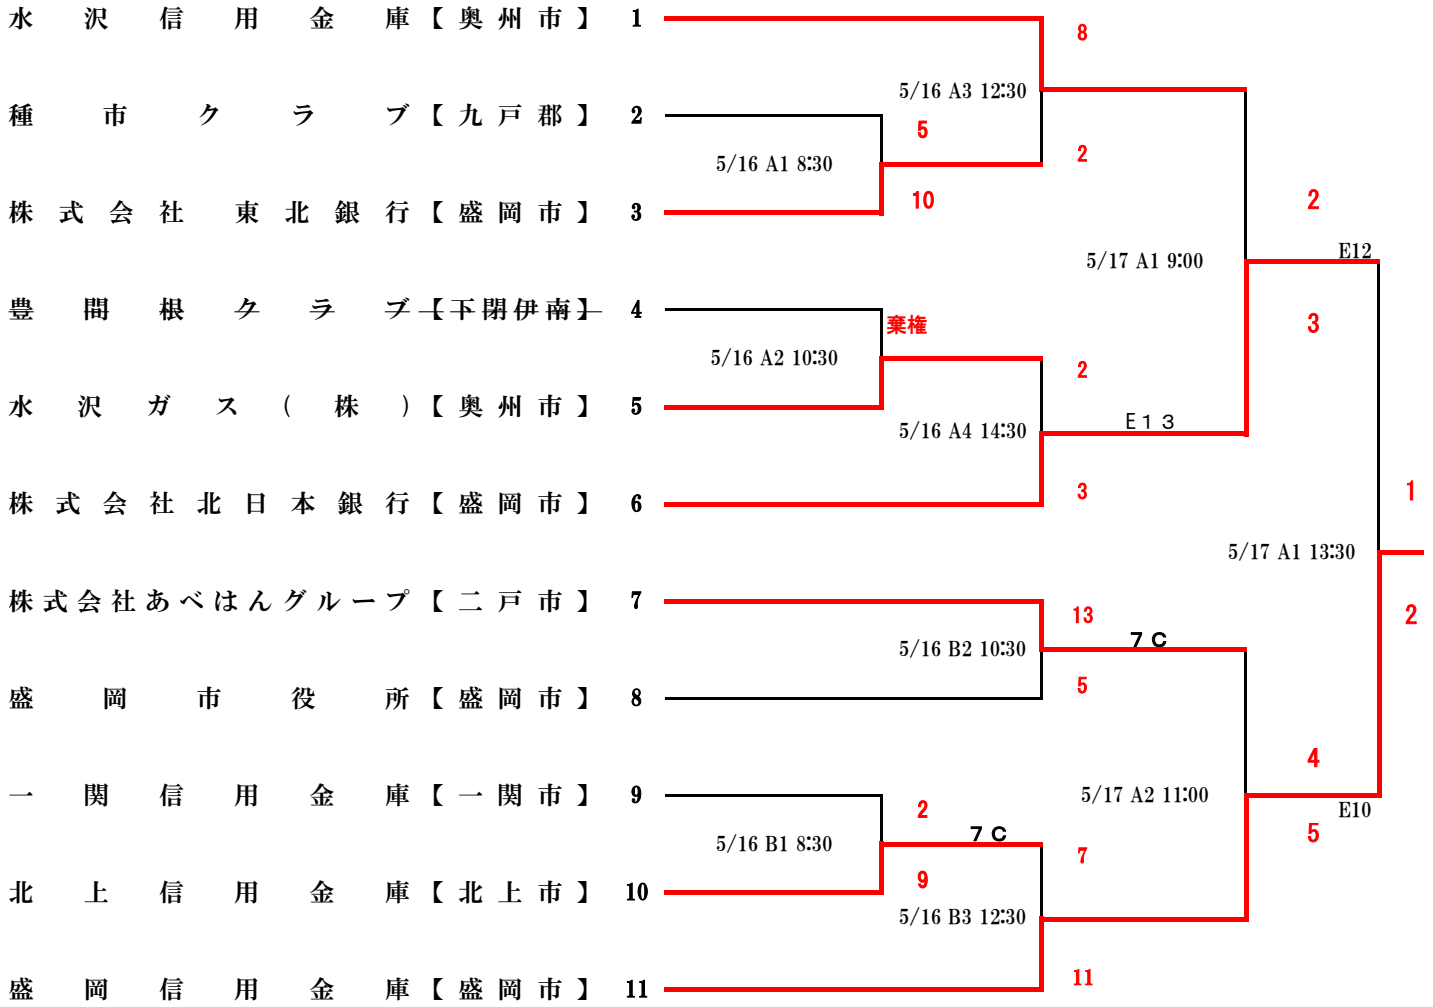 水沢信用金庫【奥州市】 1
8
5/16 A3 12:30
種市クラブ【九戸郡】 2
5
5/16 A1 8:30
2
10
株式会社 東北銀行【盛岡市】 3
2
5/17 A1 9:00
E12
豊間根クラブ【下閉伊南】 4
棄権
3
5/16 A2 10:30
2
水沢ガス(株)【奥州市】 5
5/16 A4 14:30
E13
株式会社北日本銀行【盛岡市】 6
3
1
5/17 A1 13:30
株式会社あべはんグループ【二戸市】 7
13
2
5/16 B2 10:30
7C
盛岡市役所【盛岡市】 8
5
4
一関信用金庫【一関市】 9
5/17 A2 11:00
2
E10
5/16 B1 8:30
7C
5
7
北上信用金庫【北上市】 10
9
5/16 B3 12:30
盛岡信用金庫【盛岡市】 11
11